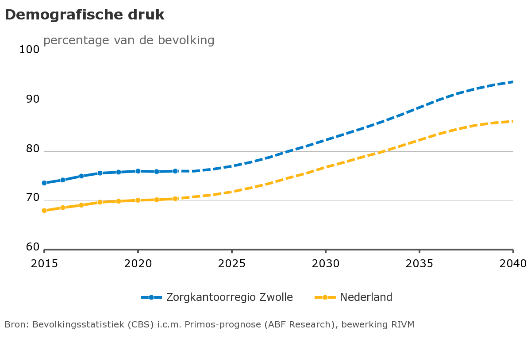 Demografische druk
percentage van de bevolking
100
90
80
70
60
2015 2020 2025 2030 2035 2040
Zorgkantoorregio Zwolle Nederland
Bron: Bevolkingsstatistiek (CBS) i.c.m. Primos-prognose (ABF Research), bewerking RIVM